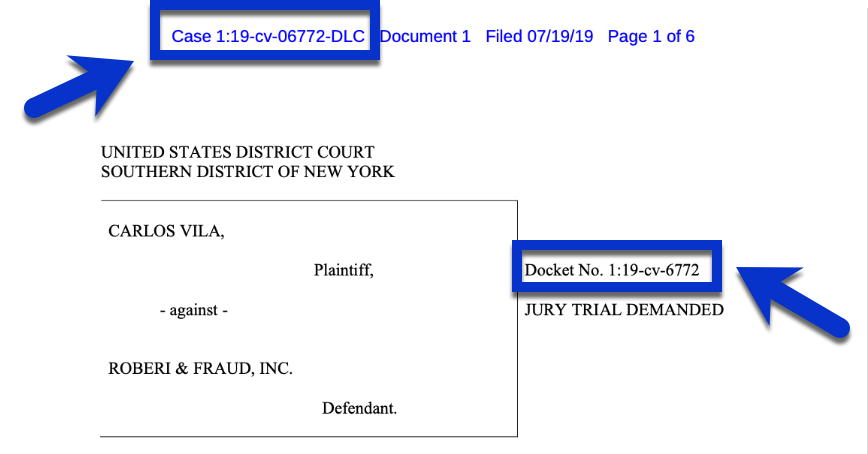 Case 1:19-cv-06772-DLC Document 1 Filed 07/19/19 Page 1 of 6
UNITED STATES DISTRICT COURT
SOUTHERN DISTRICT OF NEW YORK
CARLOS VILA,
Plaintiff,
Docket No. 1:19-cv-6772
- against -
JURY TRIAL DEMANDED
ROBERI & FRAUD, INC.
Defendant.